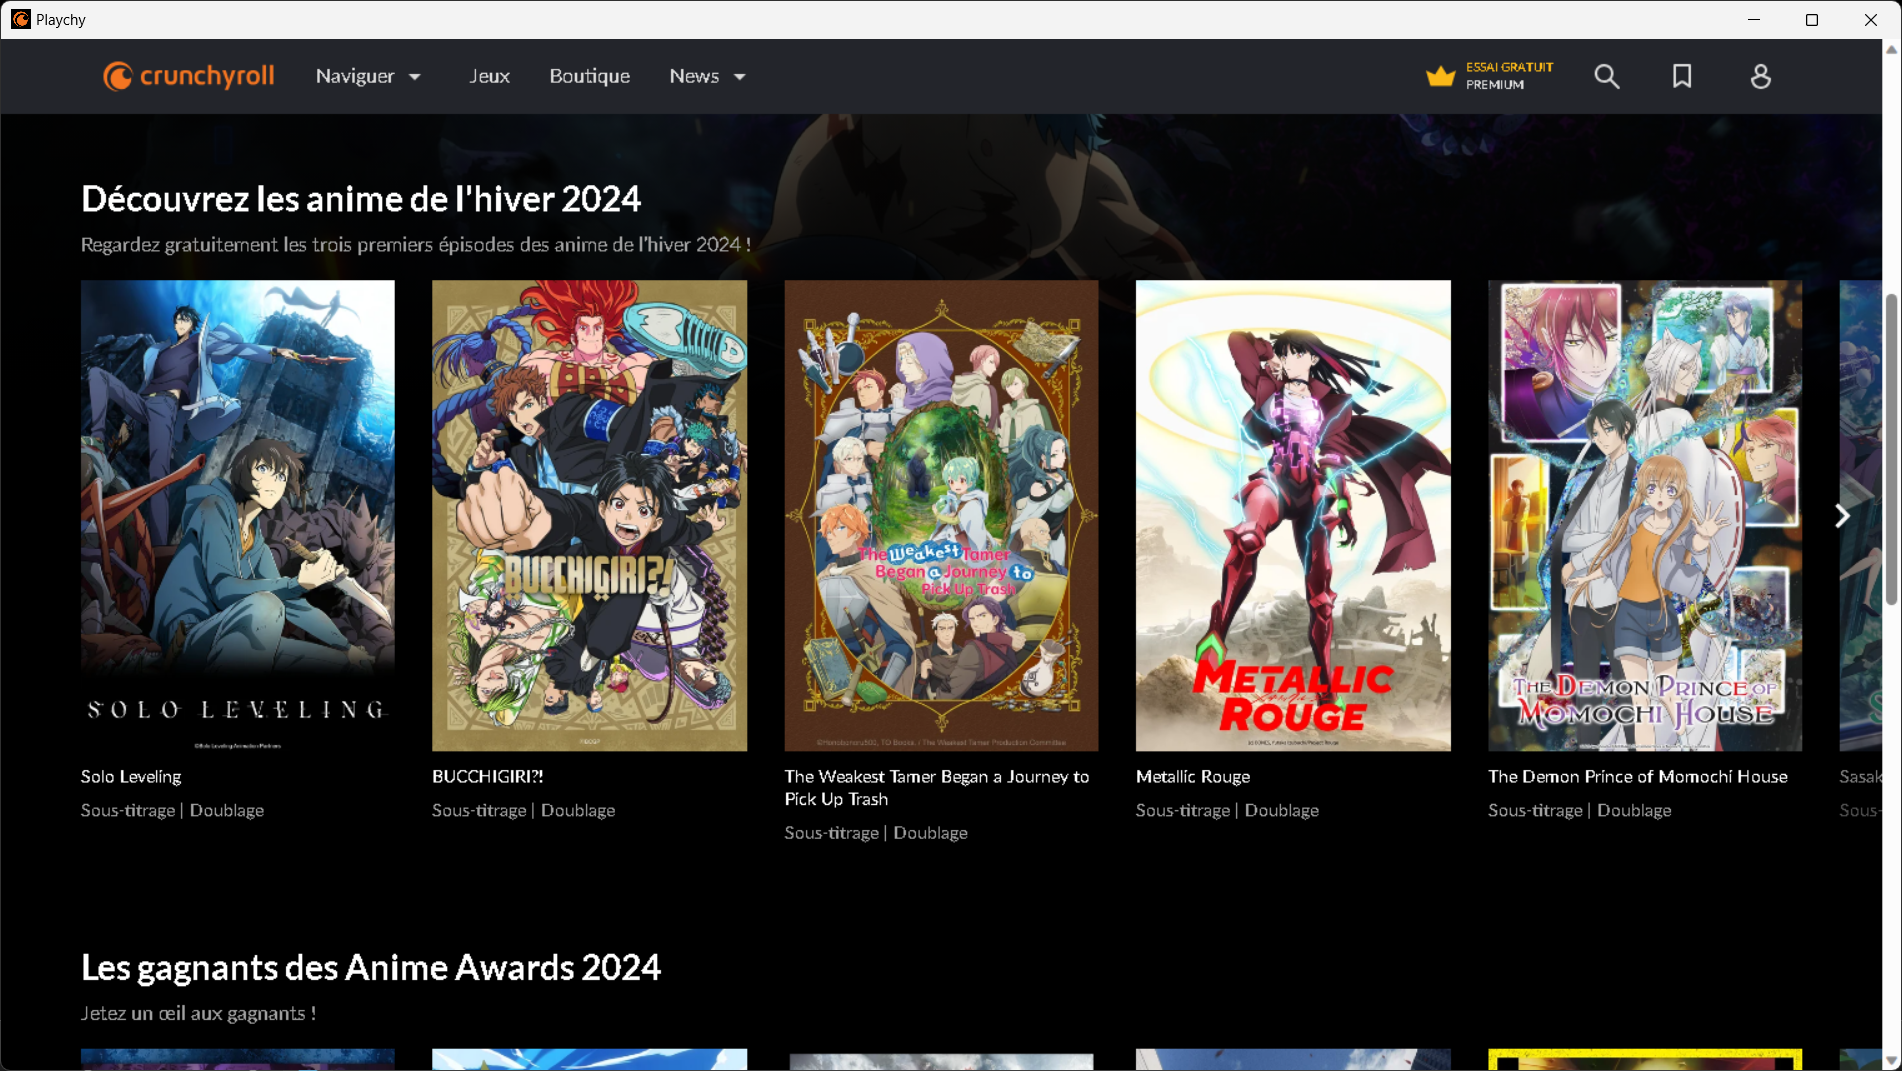 Playchy
crunchyroll
Naviguer
Jeux
Boutique
News
ESSAI GRATUIT
PREMIUM
Découvrez les anime de l'hiver 2024
Regardez gratuitement les trois premiers épisodes des anime de l'hiver 2024 !
SOLO LEVELING
©Solo Leveling Animation Partners
BUCCHIGIRI?!
The Weakest Tamer
Began a Journey to
Pick Up Trash
METALLIC
ROUGE
THE DEMON PRINCE OF
MOMOCHI HOUSE
Solo Leveling
Sous-titrage | Doublage
BUCCHIGIRI?!
Sous-titrage | Doublage
The Weakest Tamer Began a Journey to
Pick Up Trash
Sous-titrage | Doublage
Metallic Rouge
Sous-titrage | Doublage
The Demon Prince of Momochi House
Sous-titrage | Doublage
Sasak
Sous-
Les gagnants des Anime Awards 2024
Jetez un œil aux gagnants !